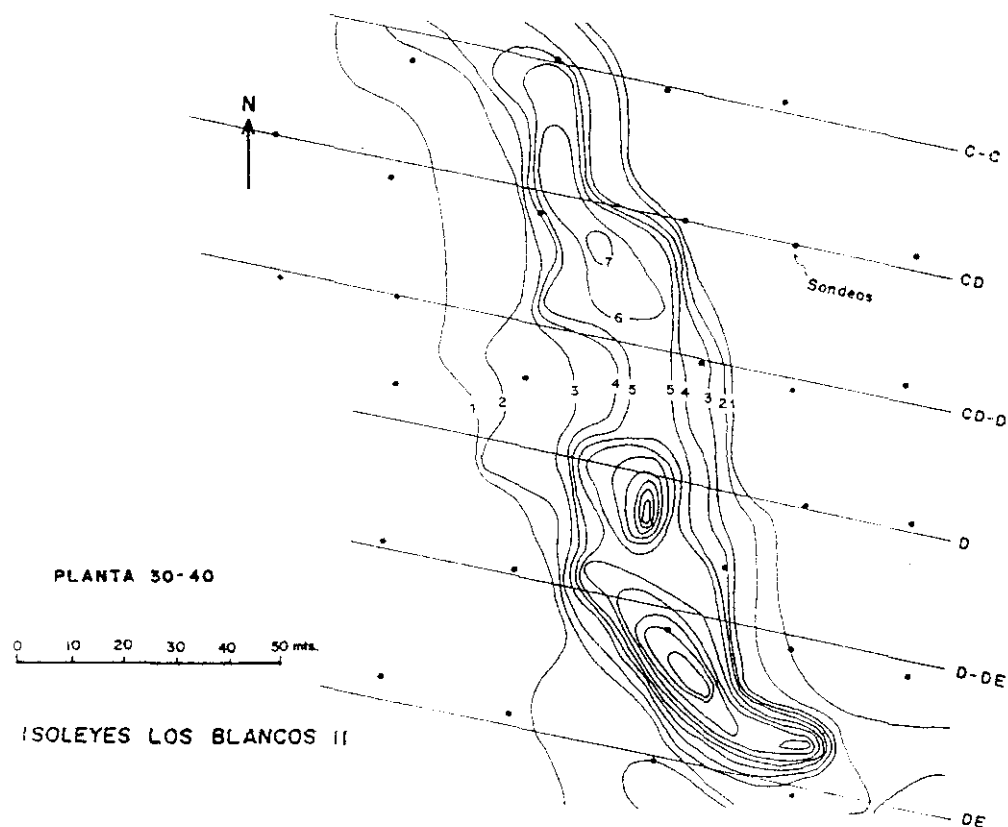 N
C-C
CD
Sondeos
7
6
1
2
3
4
5
5
4
3
2
1
CD-D
D
PLANTA 30-40
0 10 20 30 40 50 mts.
D-DE
ISOLEYES LOS BLANCOS II
DE